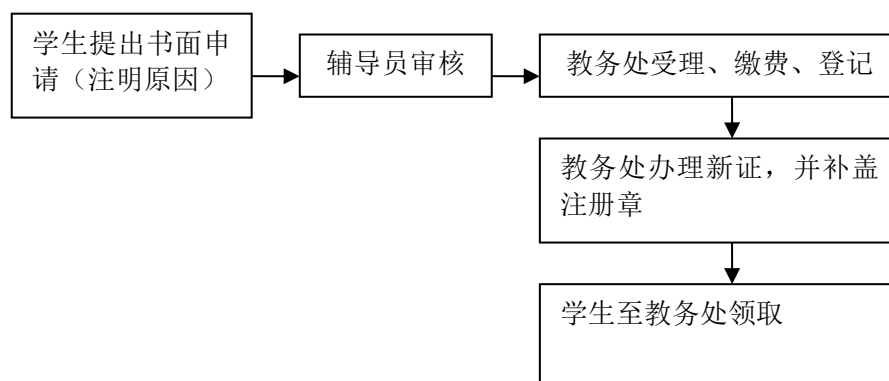 学生提出书面申
请（注明原因）
辅导员审核
教务处受理、缴费、登记
教务处办理新证，并补盖
注册章
学生至教务处领取